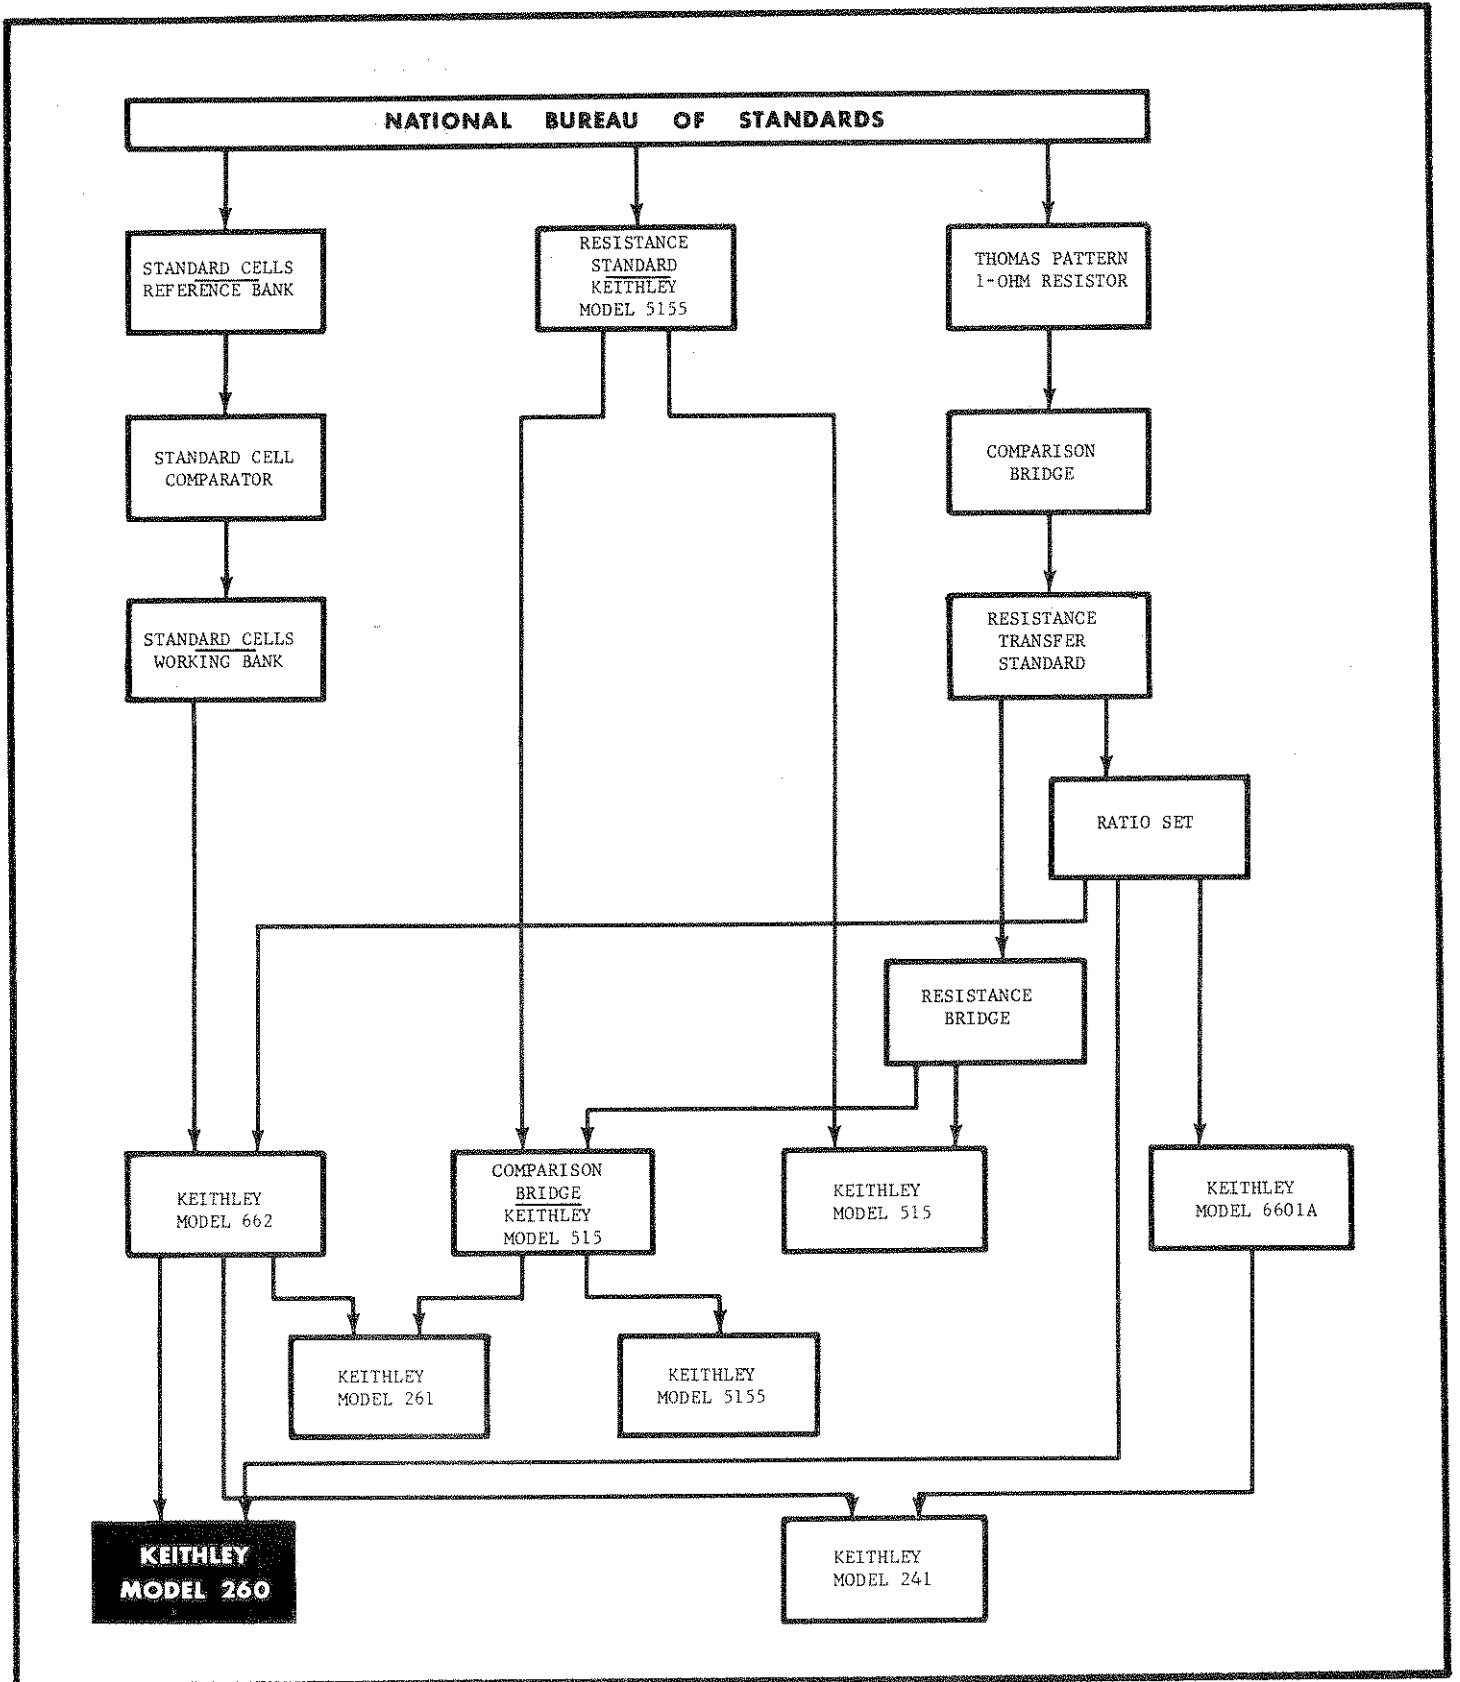 NATIONAL BUREAU OF STANDARDS
STANDARD CELLS
REFERENCE BANK
RESISTANCE
STANDARD
KEITHLEY
MODEL 5155
THOMAS PATTERN
1-OHM RESISTOR
STANDARD CELL
COMPARATOR
COMPARISON
BRIDGE
STANDARD CELLS
WORKING BANK
RESISTANCE
TRANSFER
STANDARD
RATIO SET
RESISTANCE
BRIDGE
KEITHLEY
MODEL 662
COMPARISON
BRIDGE
KEITHLEY
MODEL 515
KEITHLEY
MODEL 515
KEITHLEY
MODEL 6601A
KEITHLEY
MODEL 261
KEITHLEY
MODEL 5155
KEITHLEY
MODEL 260
KEITHLEY
MODEL 241